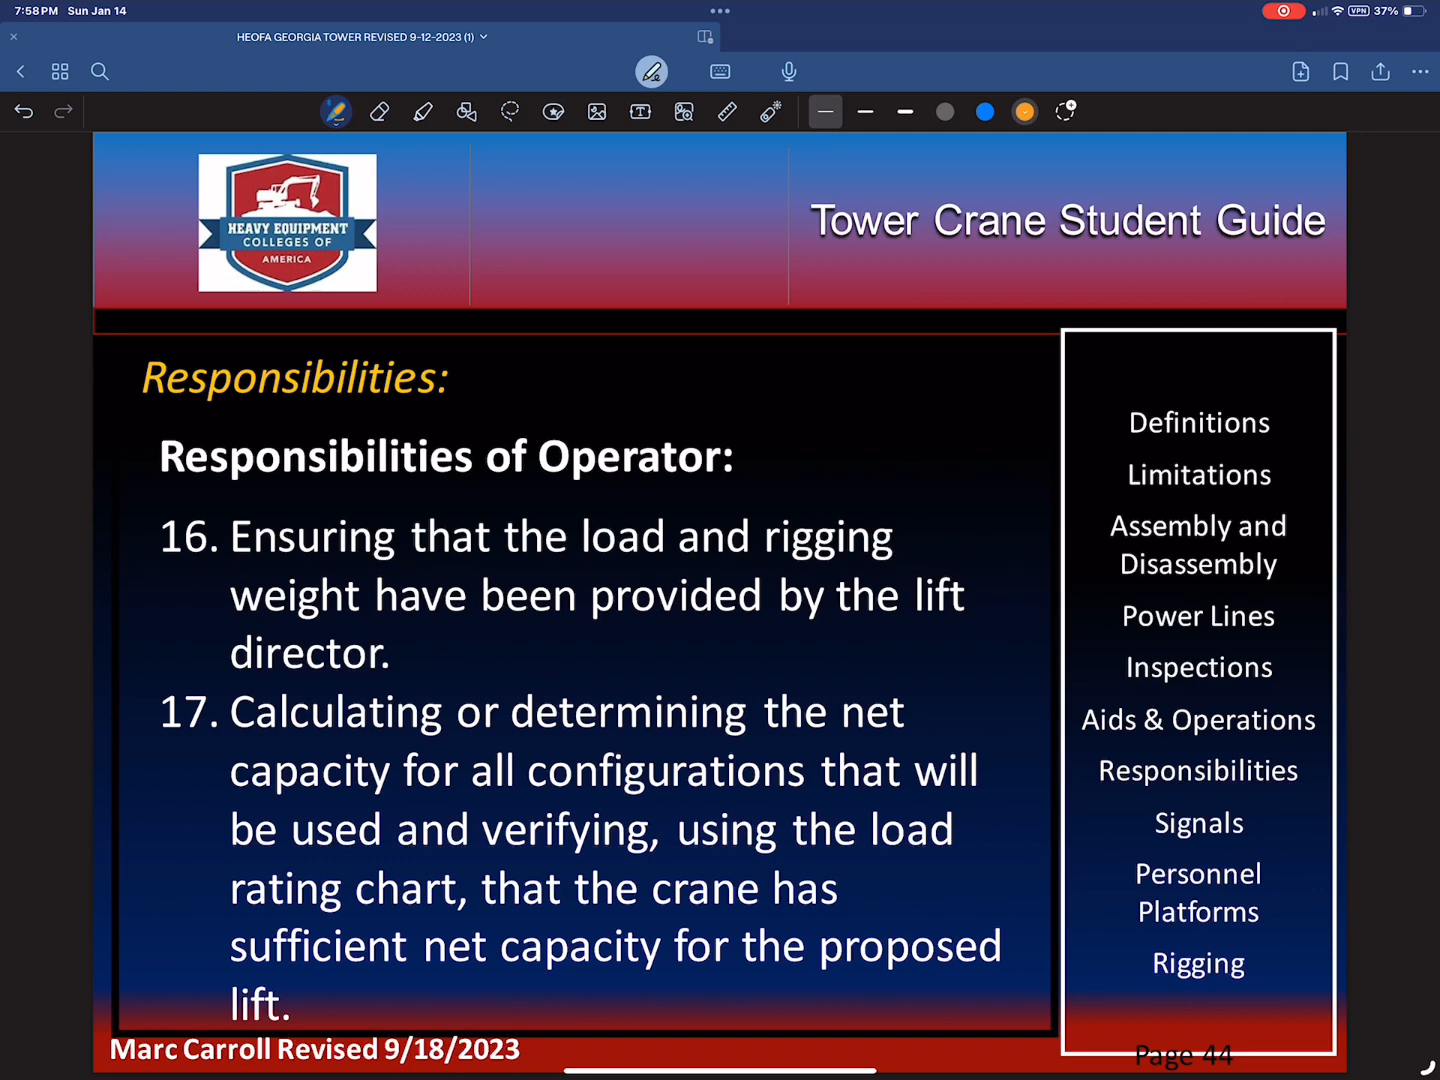 7:58 PM Sun Jan 14
VPN 37%
HEOFA GEORGIA TOWER REVISED 9-12-2023 (1)
HEAVY EQUIPMENT
COLLEGES OF
AMERICA
Tower Crane Student Guide
Responsibilities:
Responsibilities of Operator:
16. Ensuring that the load and rigging
weight have been provided by the lift
director.
17. Calculating or determining the net
capacity for all configurations that will
be used and verifying, using the load
rating chart, that the crane has
sufficient net capacity for the proposed
lift.
Definitions
Limitations
Assembly and
Disassembly
Power Lines
Inspections
Aids & Operations
Responsibilities
Signals
Personnel
Platforms
Rigging
Marc Carroll Revised 9/18/2023
Page 44